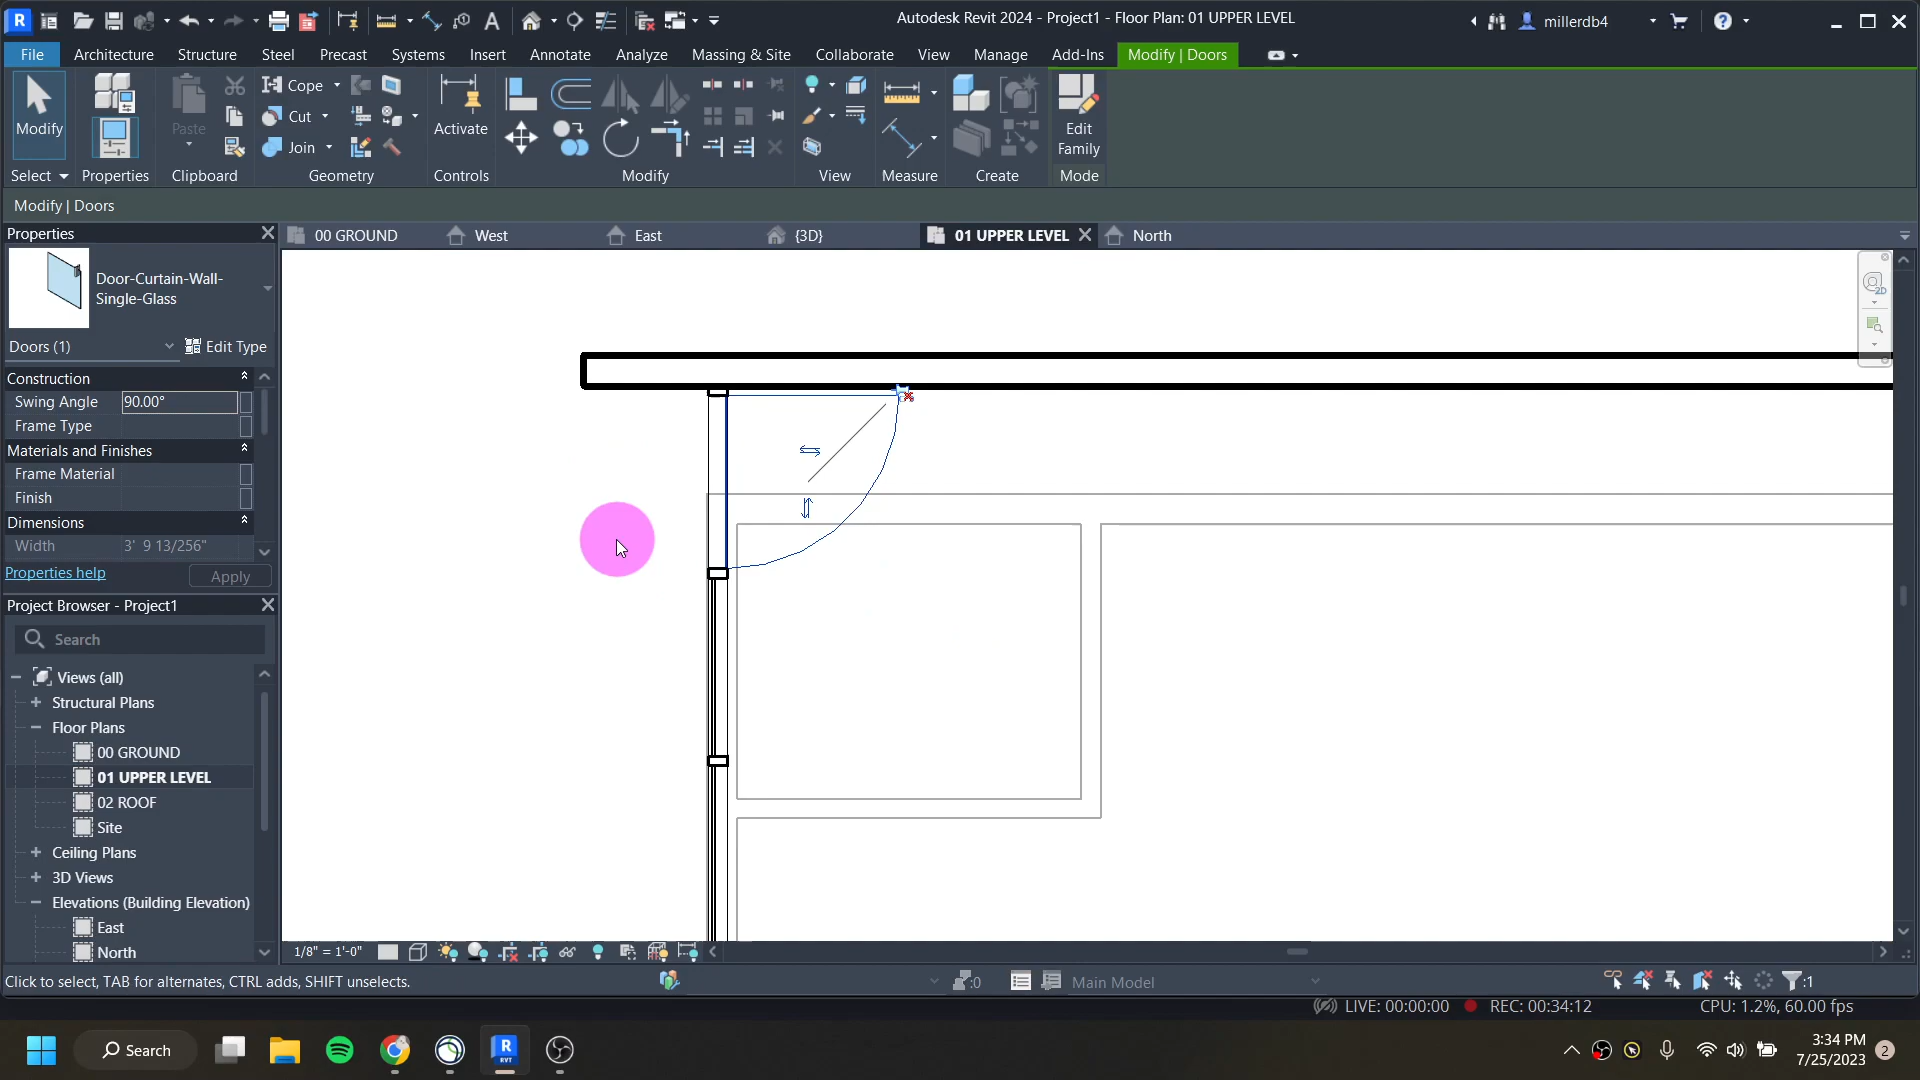 Autodesk Revit 2024 - Project1 - Floor Plan: 01 UPPER LEVEL
millerdb4
File
Architecture
Structure
Steel
Precast
Systems
Insert
Annotate
Analyze
Massing & Site
Collaborate
View
Manage
Add-Ins
Modify | Doors
Modify
Paste
Cope
Cut
Join
Activate
Edit
Family
Select
Properties
Clipboard
Geometry
Controls
Modify
View
Measure
Create
Mode
Modify | Doors
Properties
00 GROUND
West
East
{3D}
01 UPPER LEVEL
North
Door-Curtain-Wall-
Single-Glass
Doors (1)
Edit Type
Construction
Swing Angle
90.00°
Frame Type
Materials and Finishes
Frame Material
Finish
Dimensions
Width
3' 9 13/256"
Properties help
Apply
Project Browser - Project1
Search
Views (all)
Structural Plans
Floor Plans
00 GROUND
01 UPPER LEVEL
02 ROOF
Site
Ceiling Plans
3D Views
Elevations (Building Elevation)
East
North
2D
1/8" = 1'-0"
Click to select, TAB for alternates, CTRL adds, SHIFT unselects.
:0
Main Model
:1
LIVE: 00:00:00
REC: 00:34:12
CPU: 1.2%, 60.00 fps
Search
R
RVT
3:34 PM
7/25/2023
2